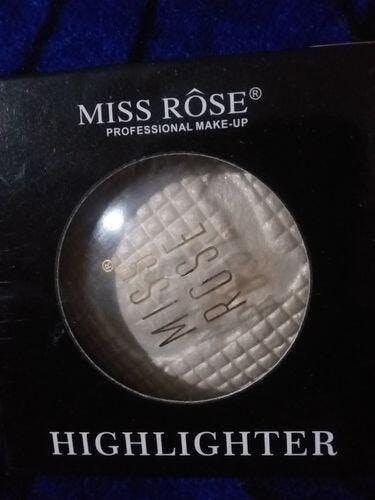 MISS RÔSE®
PROFESSIONAL MAKE-UP
®
MISS
ROSE
HIGHLIGHTER